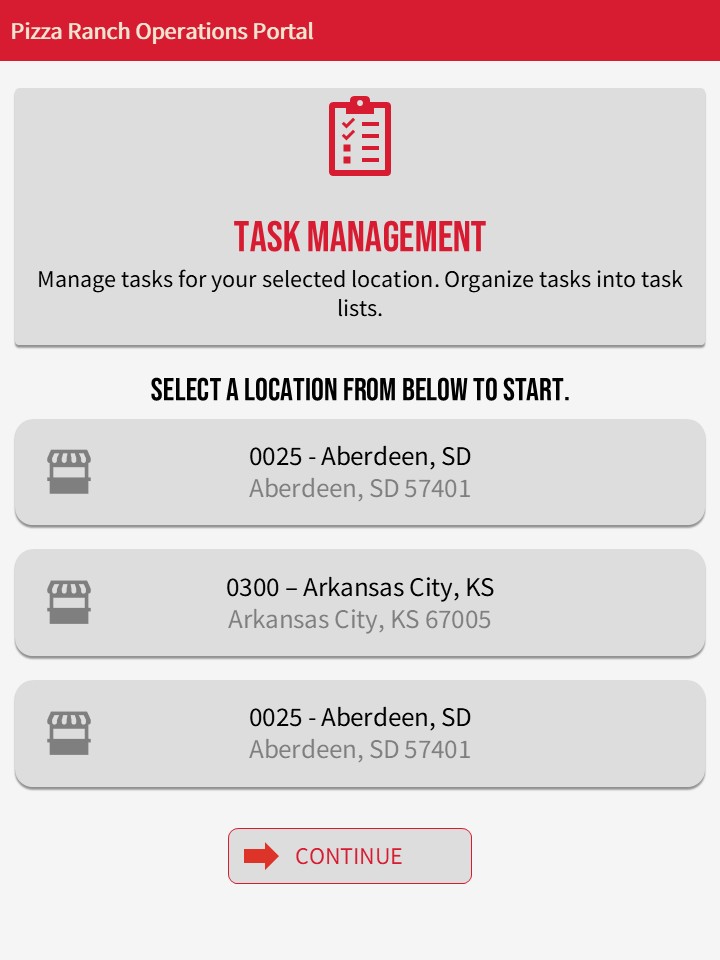 Pizza Ranch Operations Portal
TASK MANAGEMENT
Manage tasks for your selected location. Organize tasks into task
lists.
SELECT A LOCATION FROM BELOW TO START.
0025 - Aberdeen, SD
Aberdeen, SD 57401
0300 – Arkansas City, KS
Arkansas City, KS 67005
0025 - Aberdeen, SD
Aberdeen, SD 57401
CONTINUE